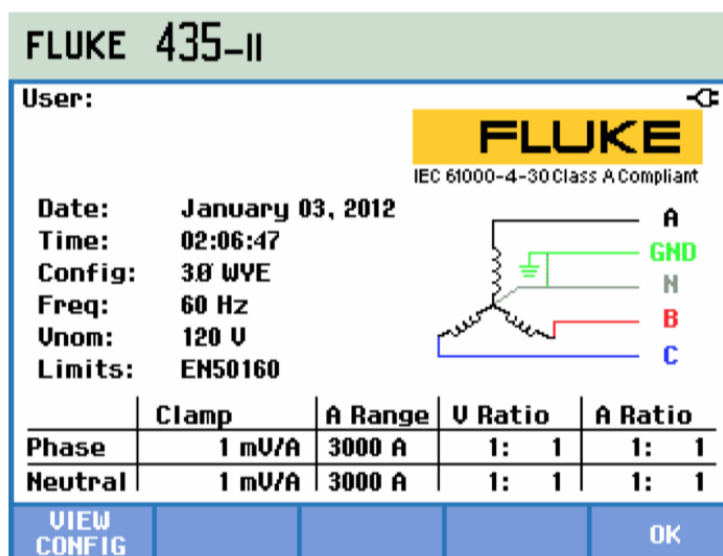 FLUKE 435-II
User:
FLUKE
IEC 61000-4-30 Class A Compliant
Date: January 03, 2012
Time: 02:06:47
Config: 3Ø WYE
Freq: 60 Hz
Vnom: 120 V
Limits: EN50160
A
GND
N
B
C
Clamp A Range V Ratio A Ratio
Phase 1 mV/A 3000 A 1: 1 1: 1
Neutral 1 mV/A 3000 A 1: 1 1: 1
VIEW CONFIG OK